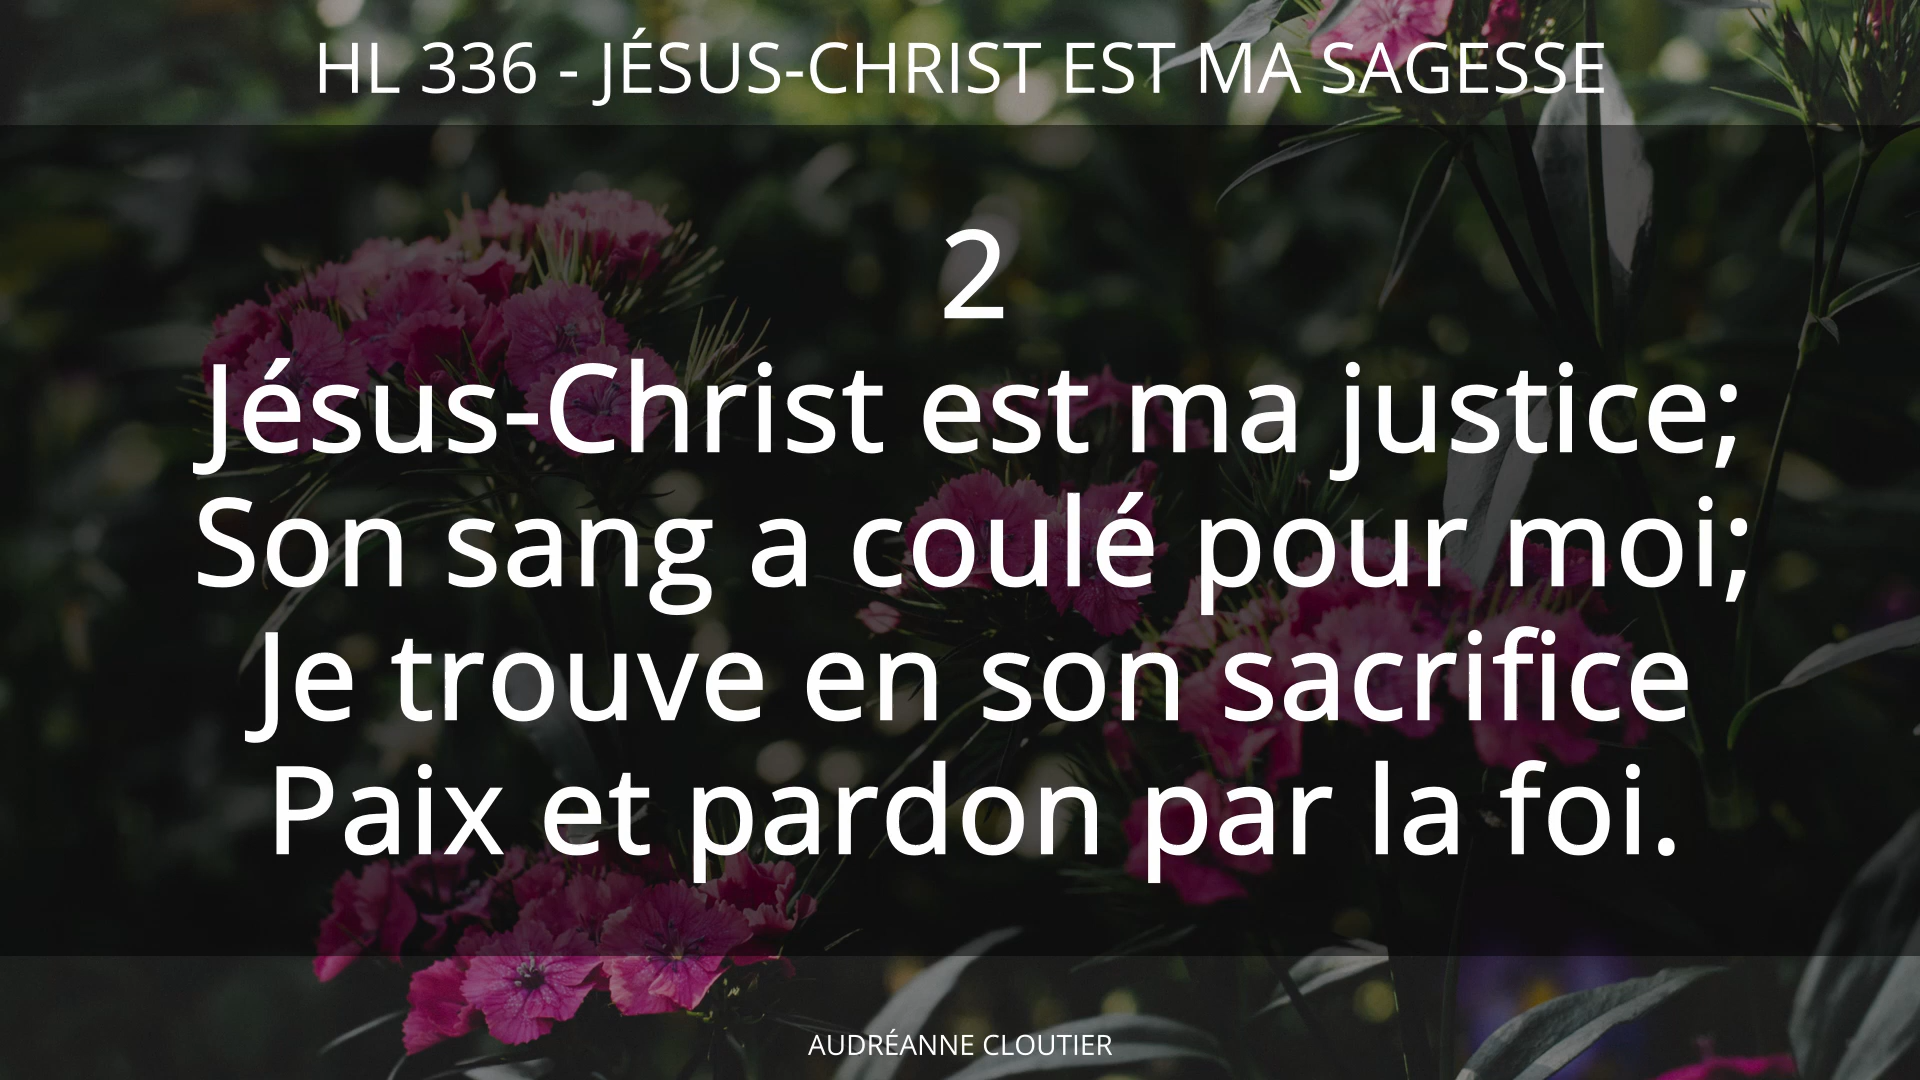 HL 336 - JÉSUS-CHRIST EST MA SAGESSE
2
Jésus-Christ est ma justice;
Son sang a coulé pour moi;
Je trouve en son sacrifice
Paix et pardon par la foi.
AUDRÉANNE CLOUTIER